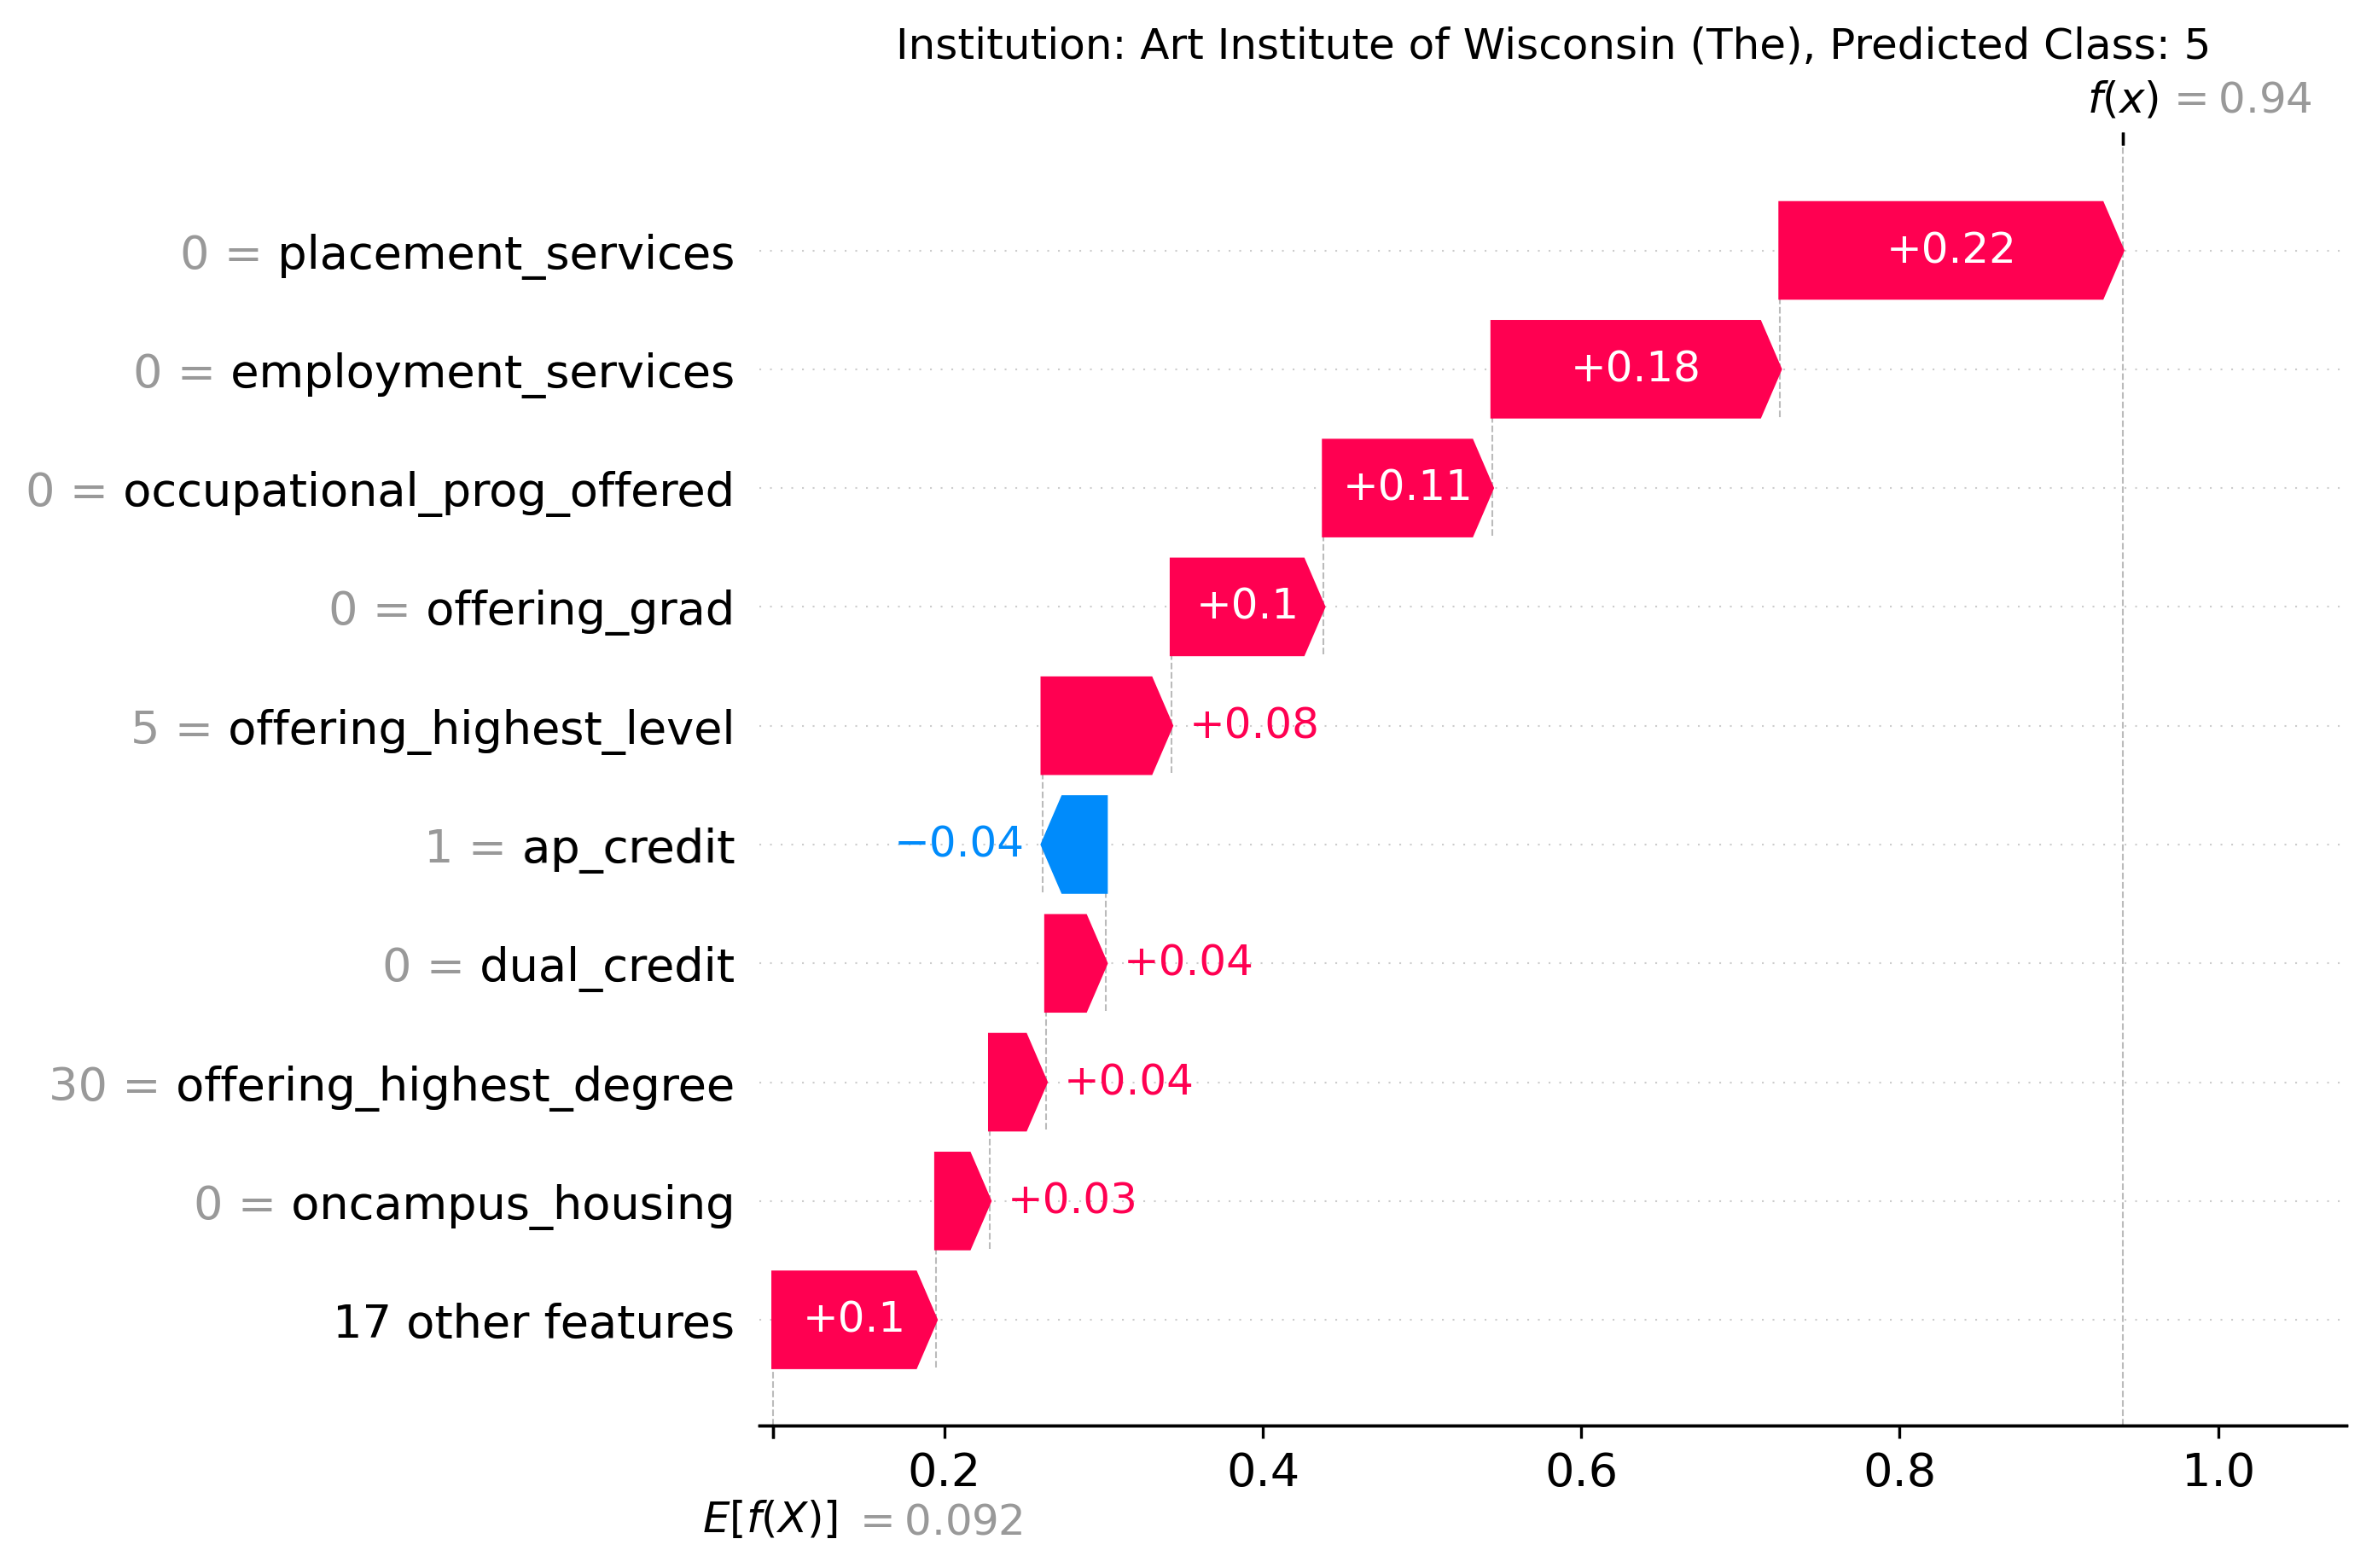 Institution: Art Institute of Wisconsin (The), Predicted Class: 5
f(x) = 0.94
0 = placement_services +0.22
0 = employment_services +0.18
0 = occupational_prog_offered +0.11
0 = offering_grad +0.1
5 = offering_highest_level +0.08
1 = ap_credit −0.04
0 = dual_credit +0.04
30 = offering_highest_degree +0.04
0 = oncampus_housing +0.03
17 other features +0.1
0.2 0.4 0.6 0.8 1.0
E[f(X)] = 0.092